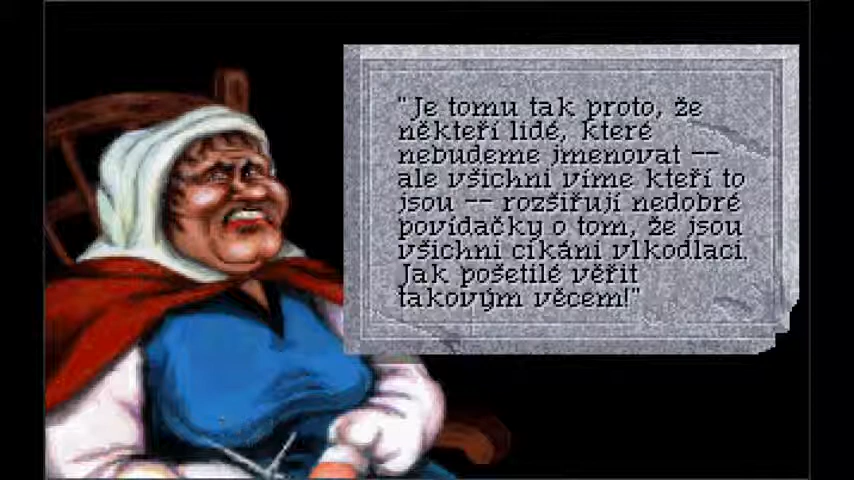 "Je tomu tak proto, že
někteří lidé, které
nebudeme jmenovat --
ale všichni víme kteří to
jsou -- rozšiřují nedobré
povídačky o tom, že jsou
všichni cikáni vlkodlaci.
Jak pošetilé věřit
takovým věcem!"